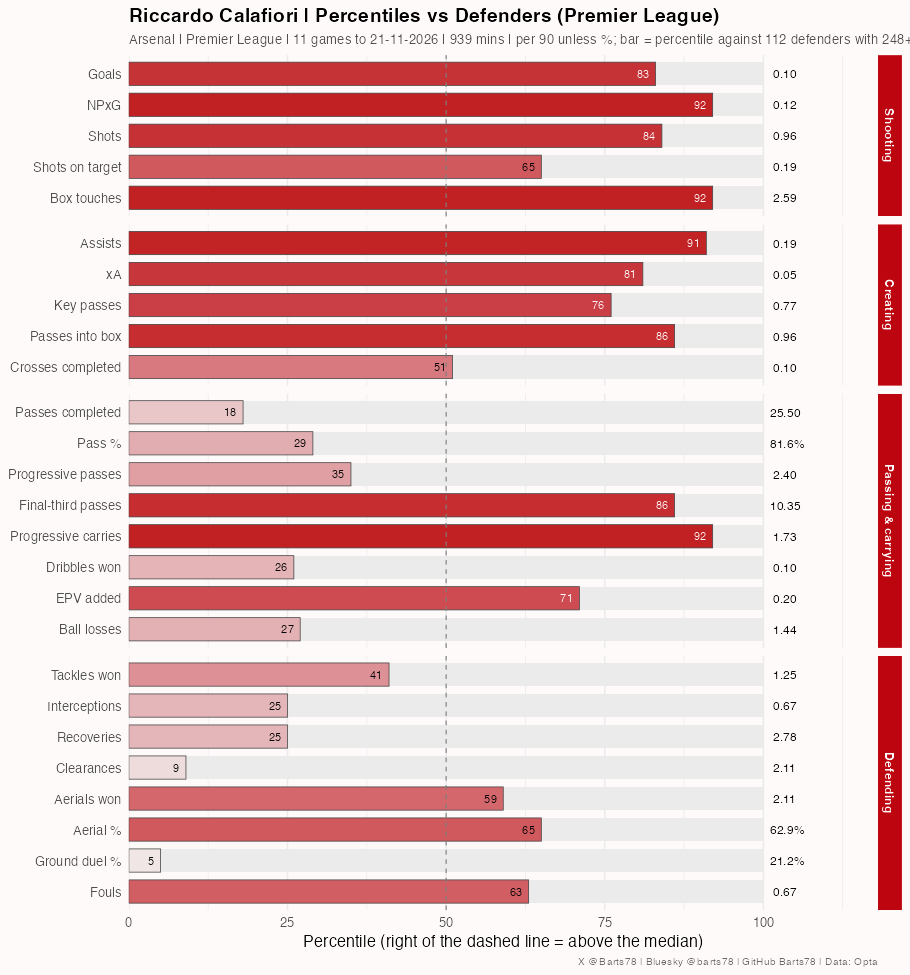 Riccardo Calafiori | Percentiles vs Defenders (Premier League)
Arsenal | Premier League | 11 games to 21-11-2026 | 939 mins | per 90 unless %; bar = percentile against 112 defenders with 248+
Shooting
Goals 83 0.10
NPxG 92 0.12
Shots 84 0.96
Shots on target 65 0.19
Box touches 92 2.59
Creating
Assists 91 0.19
xA 81 0.05
Key passes 76 0.77
Passes into box 86 0.96
Crosses completed 51 0.10
Passing & carrying
Passes completed 18 25.50
Pass % 29 81.6%
Progressive passes 35 2.40
Final-third passes 86 10.35
Progressive carries 92 1.73
Dribbles won 26 0.10
EPV added 71 0.20
Ball losses 27 1.44
Defending
Tackles won 41 1.25
Interceptions 25 0.67
Recoveries 25 2.78
Clearances 9 2.11
Aerials won 59 2.11
Aerial % 65 62.9%
Ground duel % 5 21.2%
Fouls 63 0.67
0 25 50 75 100
Percentile (right of the dashed line = above the median)
X @Barts78 | Bluesky @barts78 | GitHub Barts78 | Data: Opta